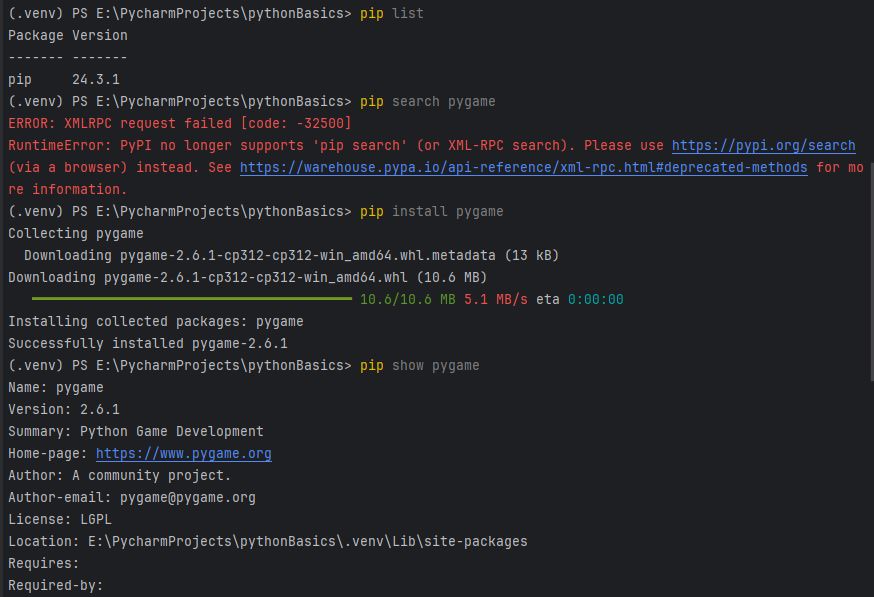 (.venv) PS E:\PycharmProjects\pythonBasics> pip list
Package Version
------- -------
pip     24.3.1
(.venv) PS E:\PycharmProjects\pythonBasics> pip search pygame
ERROR: XMLRPC request failed [code: -32500]
RuntimeError: PyPI no longer supports 'pip search' (or XML-RPC search). Please use https://pypi.org/search
(via a browser) instead. See https://warehouse.pypa.io/api-reference/xml-rpc.html#deprecated-methods for mo
re information.
(.venv) PS E:\PycharmProjects\pythonBasics> pip install pygame
Collecting pygame
  Downloading pygame-2.6.1-cp312-cp312-win_amd64.whl.metadata (13 kB)
Downloading pygame-2.6.1-cp312-cp312-win_amd64.whl (10.6 MB)
   ━━━━━━━━━━━━━━━━━━━━━━━━━━━━━━━━━━━━━━━━ 10.6/10.6 MB 5.1 MB/s eta 0:00:00
Installing collected packages: pygame
Successfully installed pygame-2.6.1
(.venv) PS E:\PycharmProjects\pythonBasics> pip show pygame
Name: pygame
Version: 2.6.1
Summary: Python Game Development
Home-page: https://www.pygame.org
Author: A community project.
Author-email: pygame@pygame.org
License: LGPL
Location: E:\PycharmProjects\pythonBasics\.venv\Lib\site-packages
Requires:
Required-by: